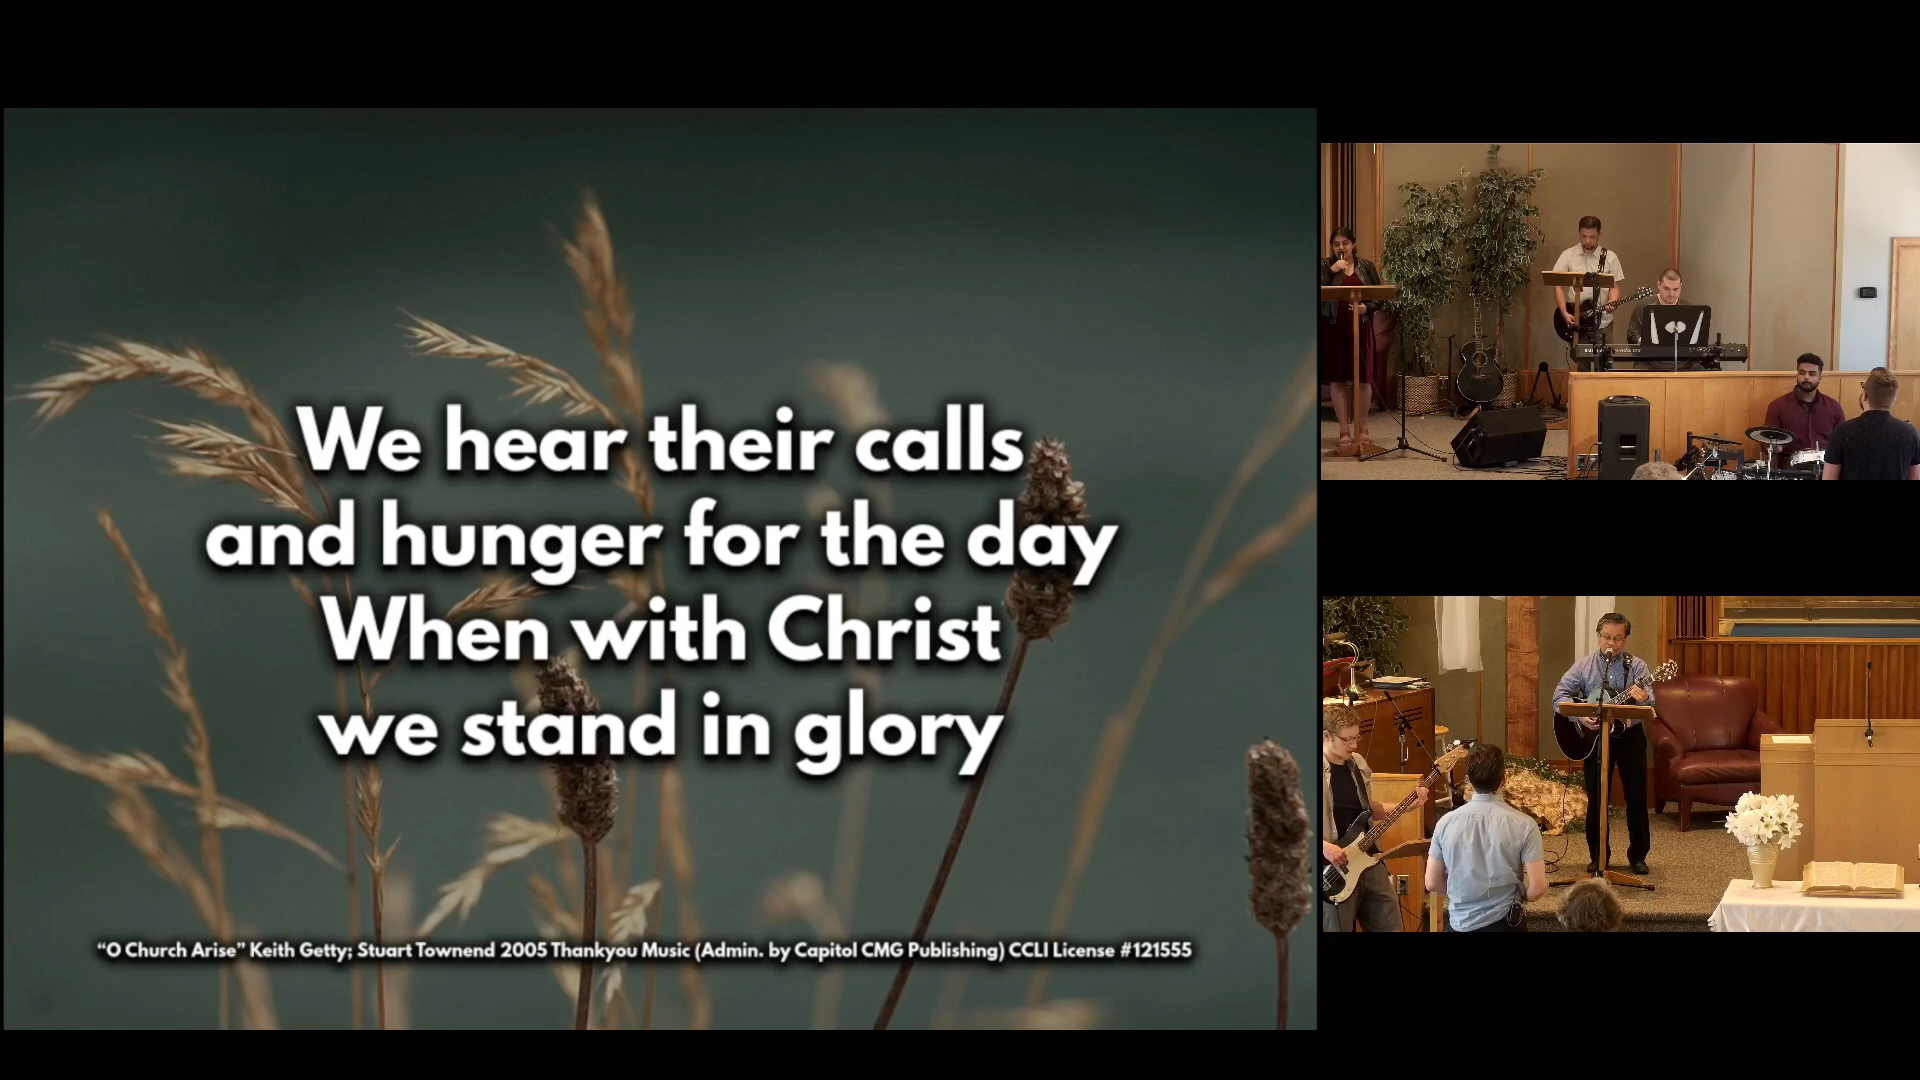 We hear their calls
and hunger for the day
When with Christ
we stand in glory
“O Church Arise” Keith Getty; Stuart Townend 2005 Thankyou Music (Admin. by Capitol CMG Publishing) CCLI License #121555